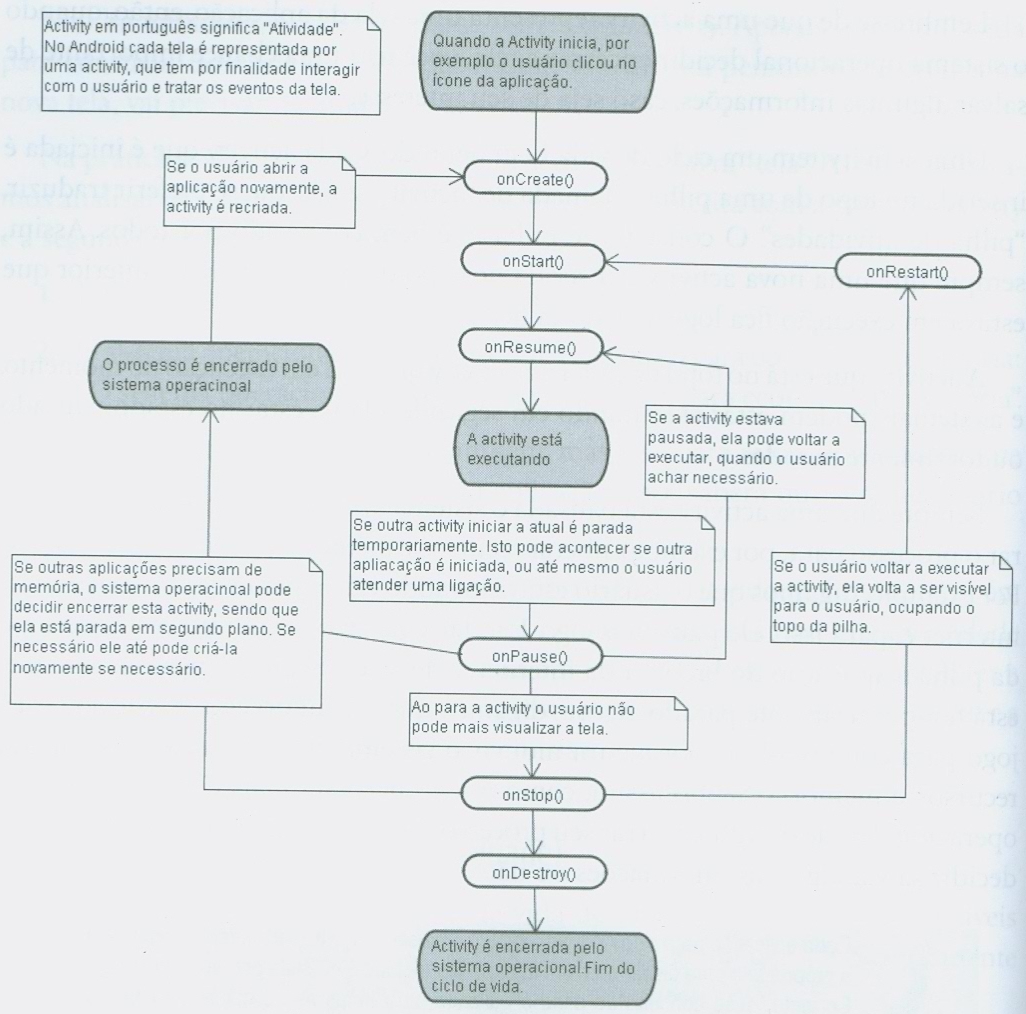 Activity em português significa "Atividade".
No Android cada tela é representada por
uma activity, que tem por finalidade interagir
com o usuário e tratar os eventos da tela.
Quando a Activity inicia, por
exemplo o usuário clicou no
ícone da aplicação.
Se o usuário abrir a
aplicação novamente, a
activity é recriada.
onCreate()
onStart()
onRestart()
onResume()
O processo é encerrado pelo
sistema operacinoal
A activity está
executando
Se a activity estava
pausada, ela pode voltar a
executar, quando o usuário
achar necessário.
Se outra activity iniciar a atual é parada
temporariamente. Isto pode acontecer se outra
apliacação é iniciada, ou até mesmo o usuário
atender uma ligação.
Se outras aplicações precisam de
memória, o sistema operacinoal pode
decidir encerrar esta activity, sendo que
ela está parada em segundo plano. Se
necessário ele até pode criá-la
novamente se necessário.
Se o usuário voltar a executar
a activity, ela volta a ser visível
para o usuário, ocupando o
topo da pilha.
onPause()
Ao para a activity o usuário não
pode mais visualizar a tela.
onStop()
onDestroy()
Activity é encerrada pelo
sistema operacional.Fim do
ciclo de vida.